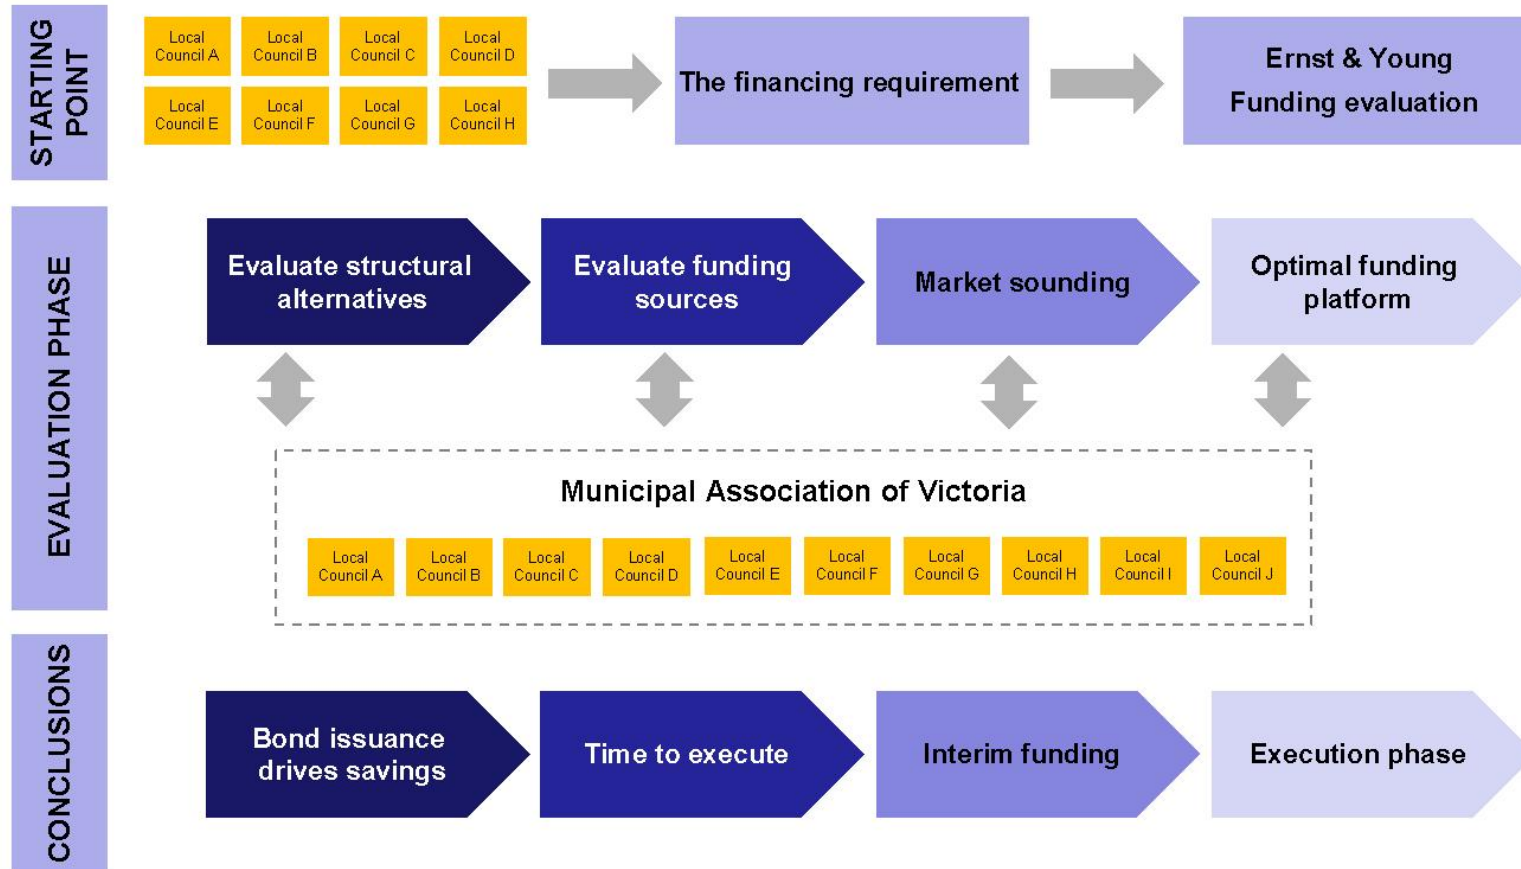 STARTING
POINT
Local
Council A
Local
Council B
Local
Council C
Local
Council D
Local
Council E
Local
Council F
Local
Council G
Local
Council H
The financing requirement
Ernst & Young
Funding evaluation
EVALUATION PHASE
Evaluate structural
alternatives
Evaluate funding
sources
Market sounding
Optimal funding
platform
Municipal Association of Victoria
Local
Council A
Local
Council B
Local
Council C
Local
Council D
Local
Council E
Local
Council F
Local
Council G
Local
Council H
Local
Council I
Local
Council J
CONCLUSIONS
Bond issuance
drives savings
Time to execute
Interim funding
Execution phase